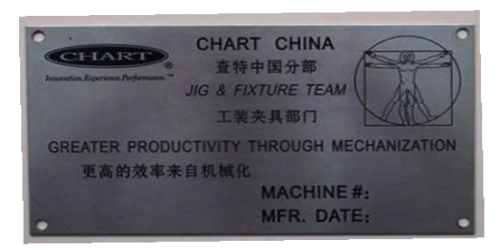 CHART®
Innovation.Experience.Performance.™
CHART CHINA
查特中国分部
JIG & FIXTURE TEAM
工装夹具部门
GREATER PRODUCTIVITY THROUGH MECHANIZATION
更高的效率来自机械化
MACHINE #:
MFR. DATE: